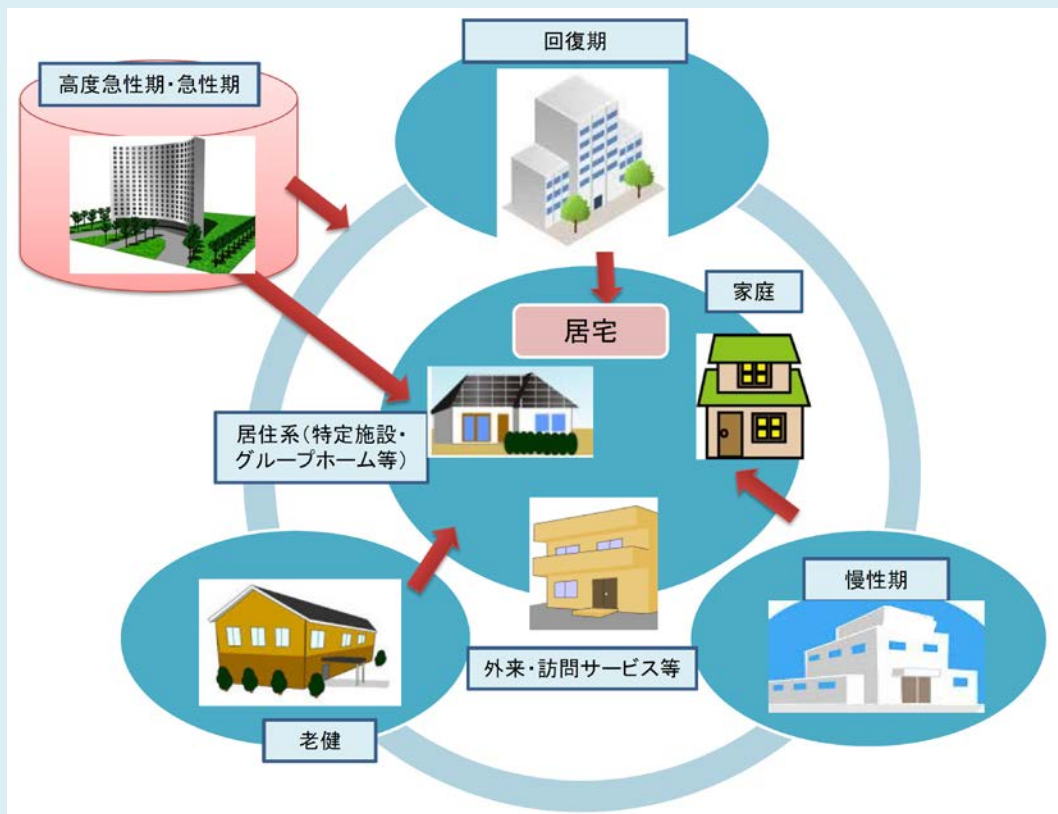 回復期
高度急性期・急性期
家庭
居宅
居住系(特定施設・
グループホーム等)
慢性期
外来・訪問サービス等
老健